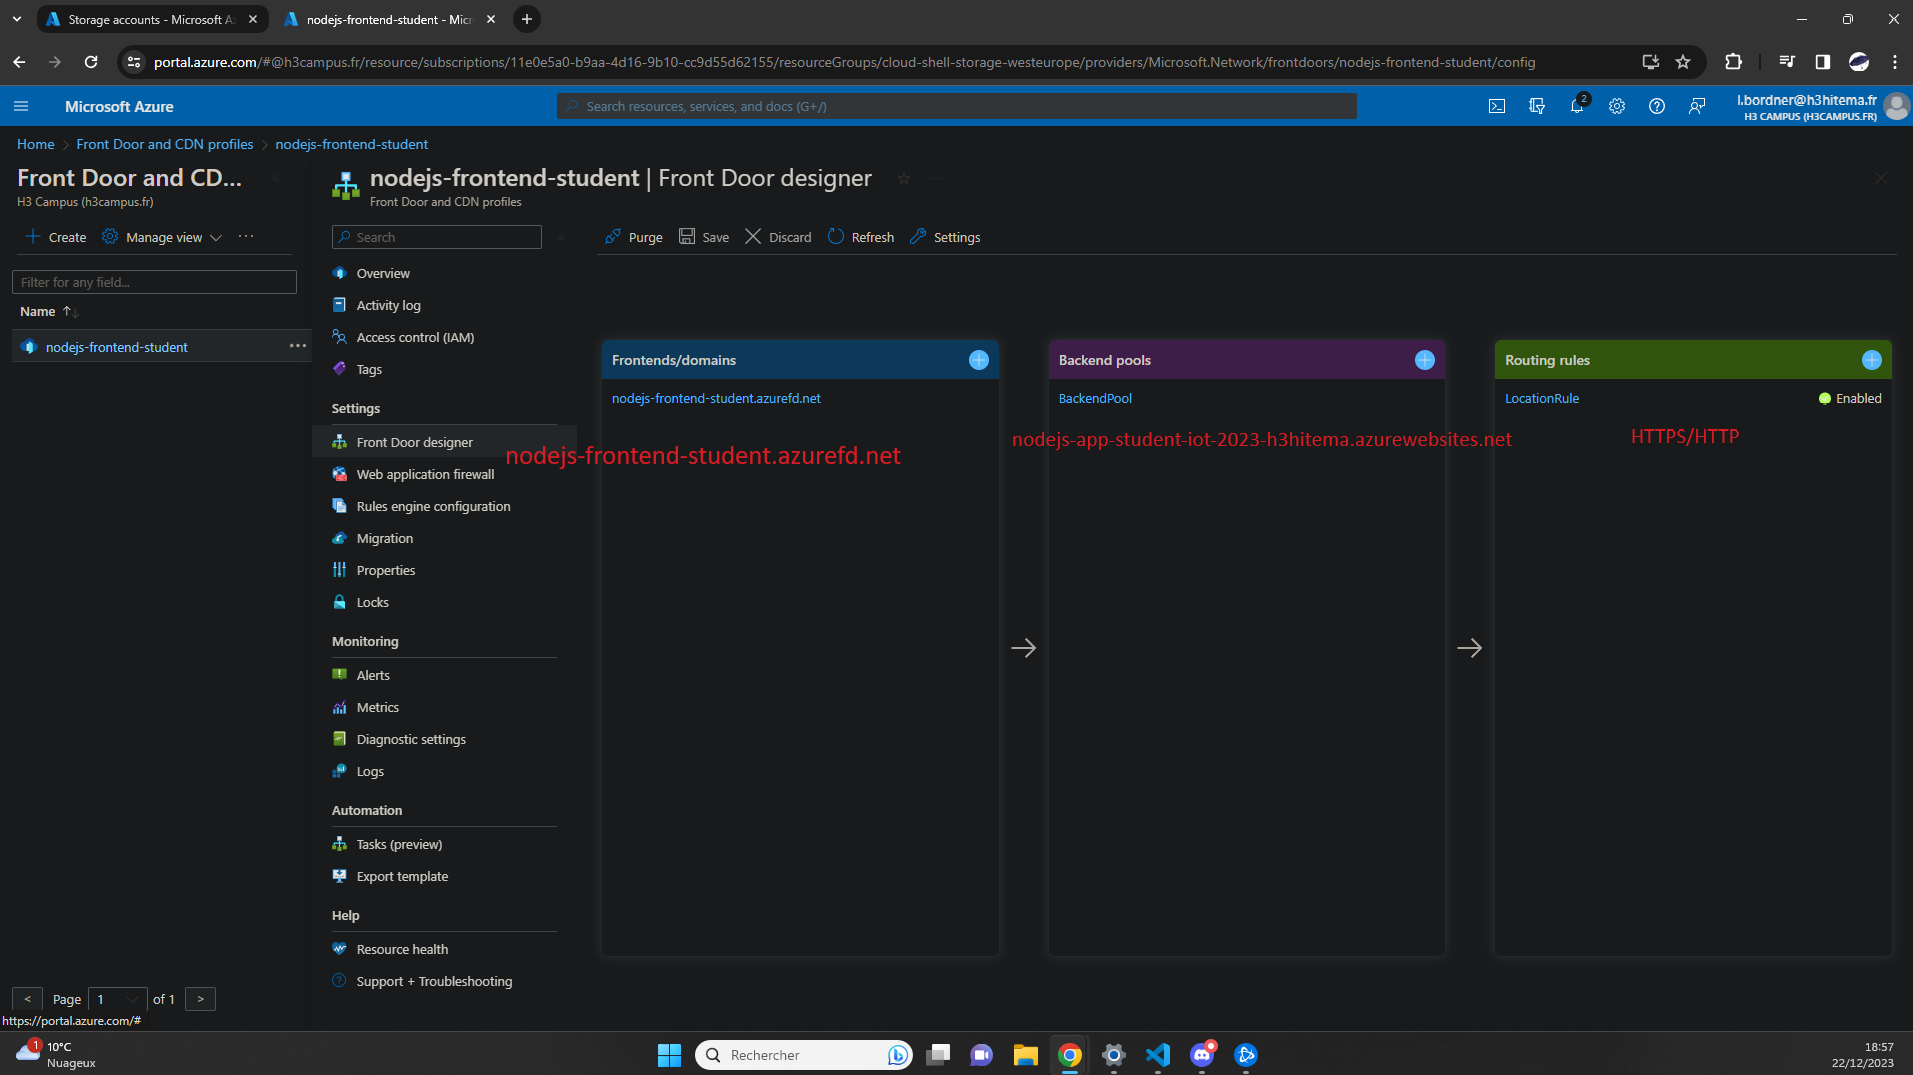 Storage accounts - Microsoft A
nodejs-frontend-student - Micr
portal.azure.com/#@h3campus.fr/resource/subscriptions/11e0e5a0-b9aa-4d16-9b10-cc9d55d62155/resourceGroups/cloud-shell-storage-westeurope/providers/Microsoft.Network/frontdoors/nodejs-frontend-student/config
Microsoft Azure
Search resources, services, and docs (G+/)
2
l.bordner@h3hitema.fr
H3 CAMPUS (H3CAMPUS.FR)
Home > Front Door and CDN profiles > nodejs-frontend-student
Front Door and CD...
H3 Campus (h3campus.fr)
nodejs-frontend-student | Front Door designer
Front Door and CDN profiles
Create
Manage view
Filter for any field...
Name
nodejs-frontend-student
Search
Purge
Save
Discard
Refresh
Settings
Overview
Activity log
Access control (IAM)
Tags
Settings
Front Door designer
Web application firewall
Rules engine configuration
Migration
Properties
Locks
Monitoring
Alerts
Metrics
Diagnostic settings
Logs
Automation
Tasks (preview)
Export template
Help
Resource health
Support + Troubleshooting
Frontends/domains
nodejs-frontend-student.azurefd.net
nodejs-frontend-student.azurefd.net
Backend pools
BackendPool
nodejs-app-student-iot-2023-h3hitema.azurewebsites.net
Routing rules
LocationRule
Enabled
HTTPS/HTTP
< Page 1 of 1 >
https://portal.azure.com/#
1
10°C
Nuageux
Rechercher
18:57
22/12/2023